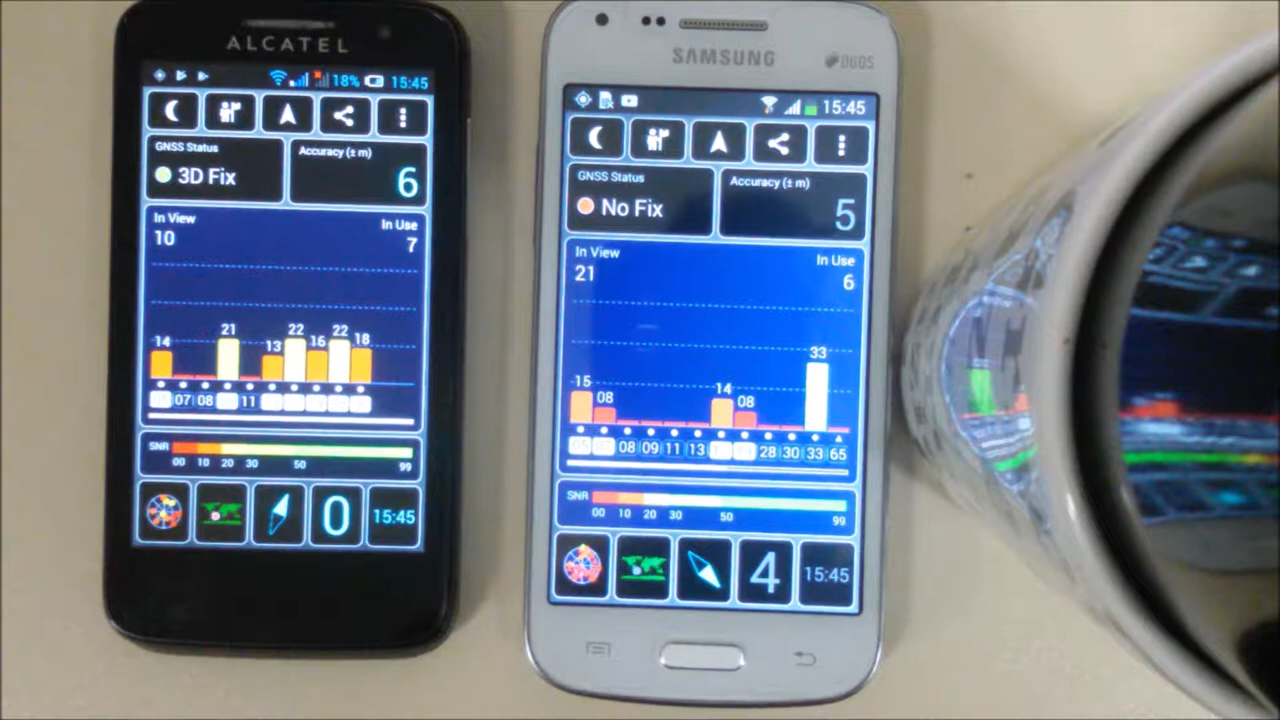 ALCATEL
18% 15:45
GNSS Status
3D Fix
Accuracy (± m)
6
In View
10
In Use
7
14 21 13 22 16 22 18
07 08 11
SNR
00 10 20 30 50 99
0 15:45
SAMSUNG
DUOS
15:45
GNSS Status
No Fix
Accuracy (± m)
5
In View
21
In Use
6
15 08 14 08 33
05 08 09 11 13 28 30 33 65
SNR
00 10 20 30 50 99
4 15:45